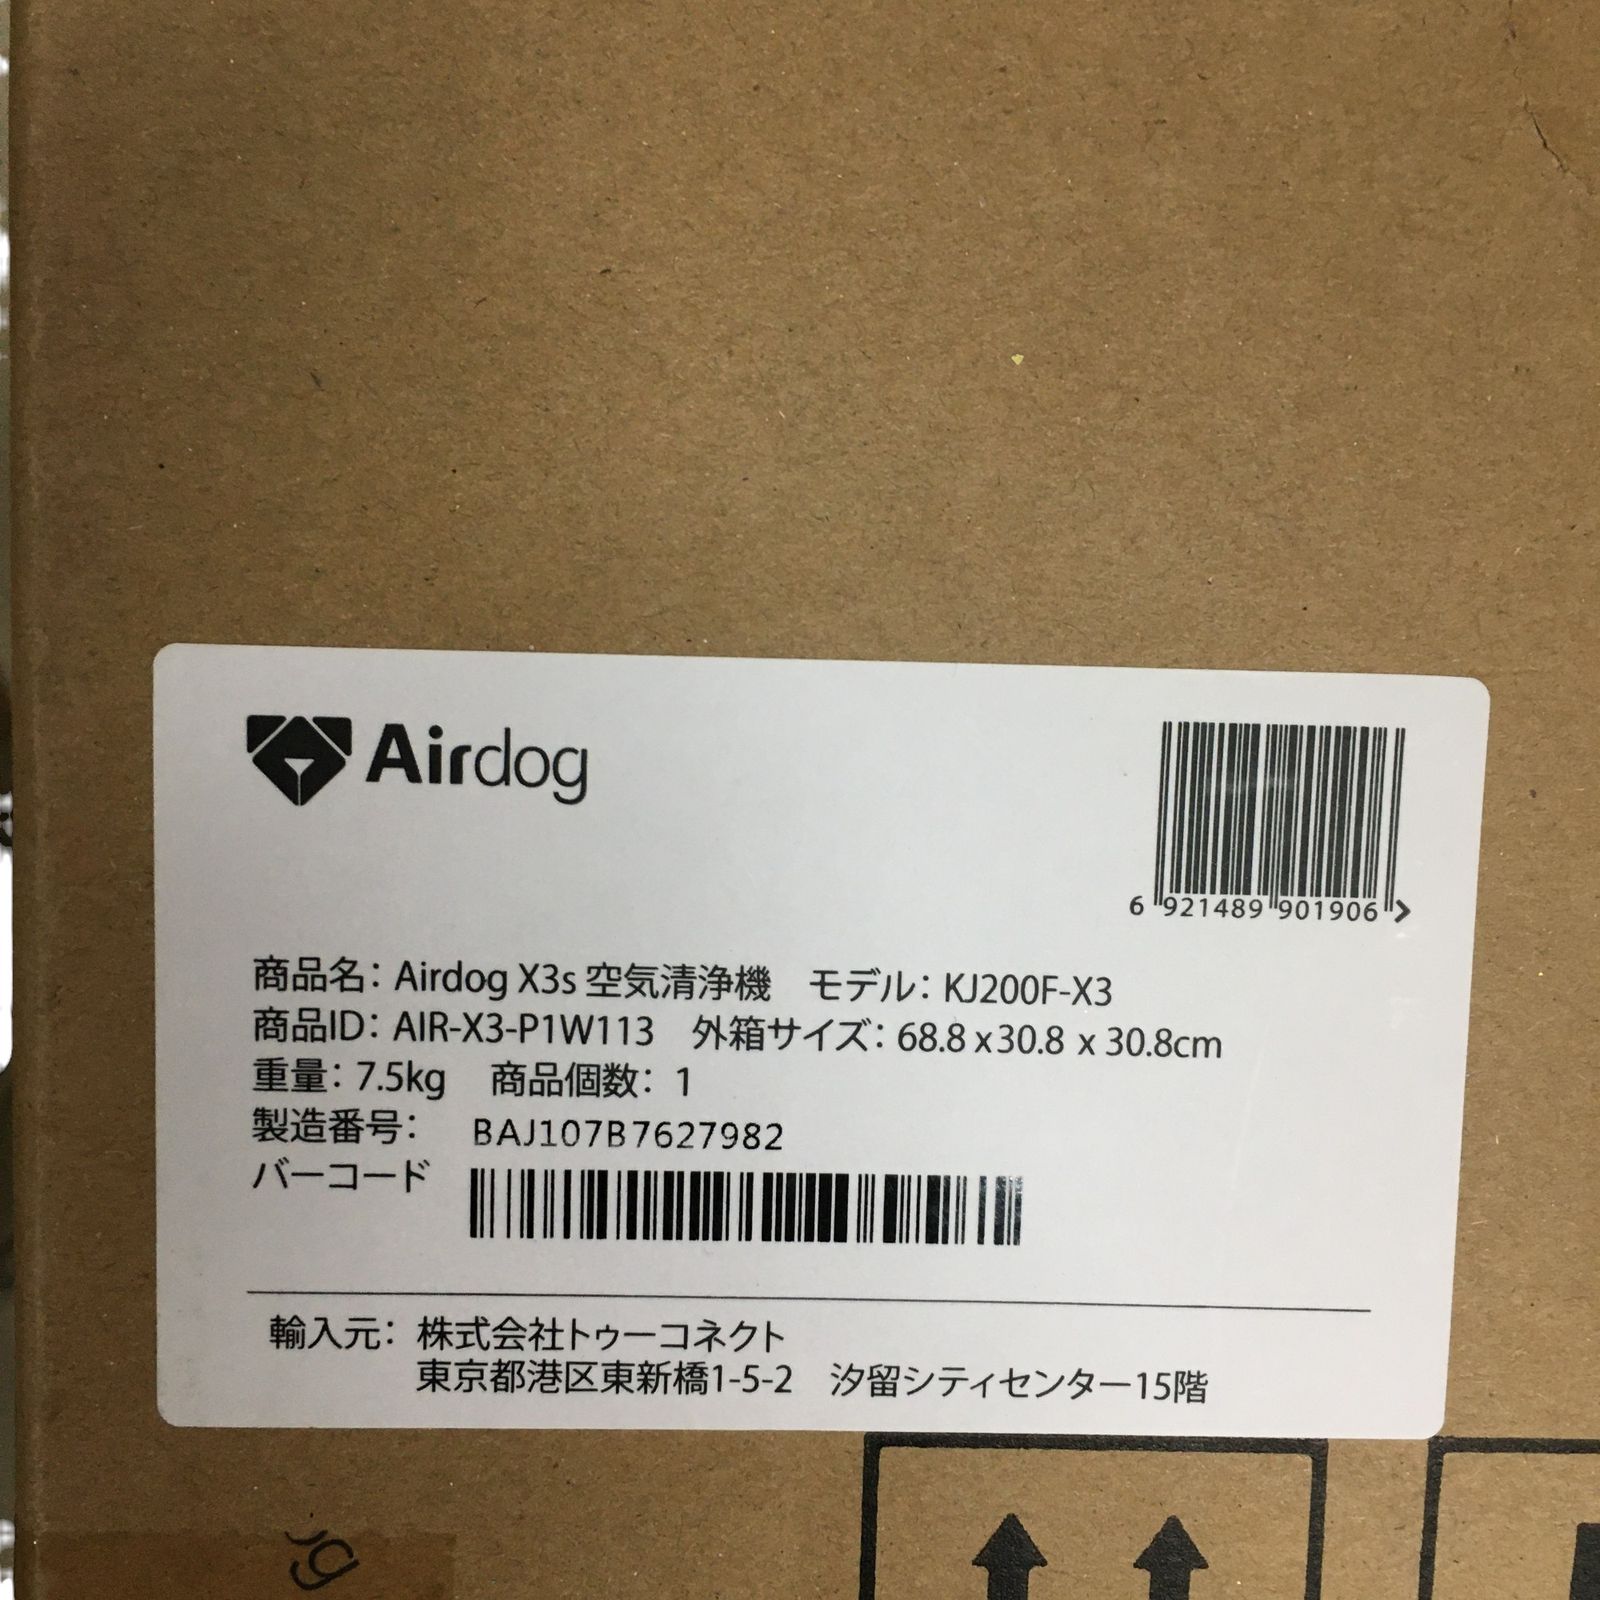 Airdog
6 921489 901906 >
商品名：Airdog X3s 空気清浄機　モデル：KJ200F-X3
商品ID：AIR-X3-P1W113　外箱サイズ：68.8 x30.8 x 30.8cm
重量：7.5kg　商品個数：1
製造番号：BAJ107B7627982
バーコード
輸入元：株式会社トゥーコネクト
東京都港区東新橋1-5-2　汐留シティセンター15階